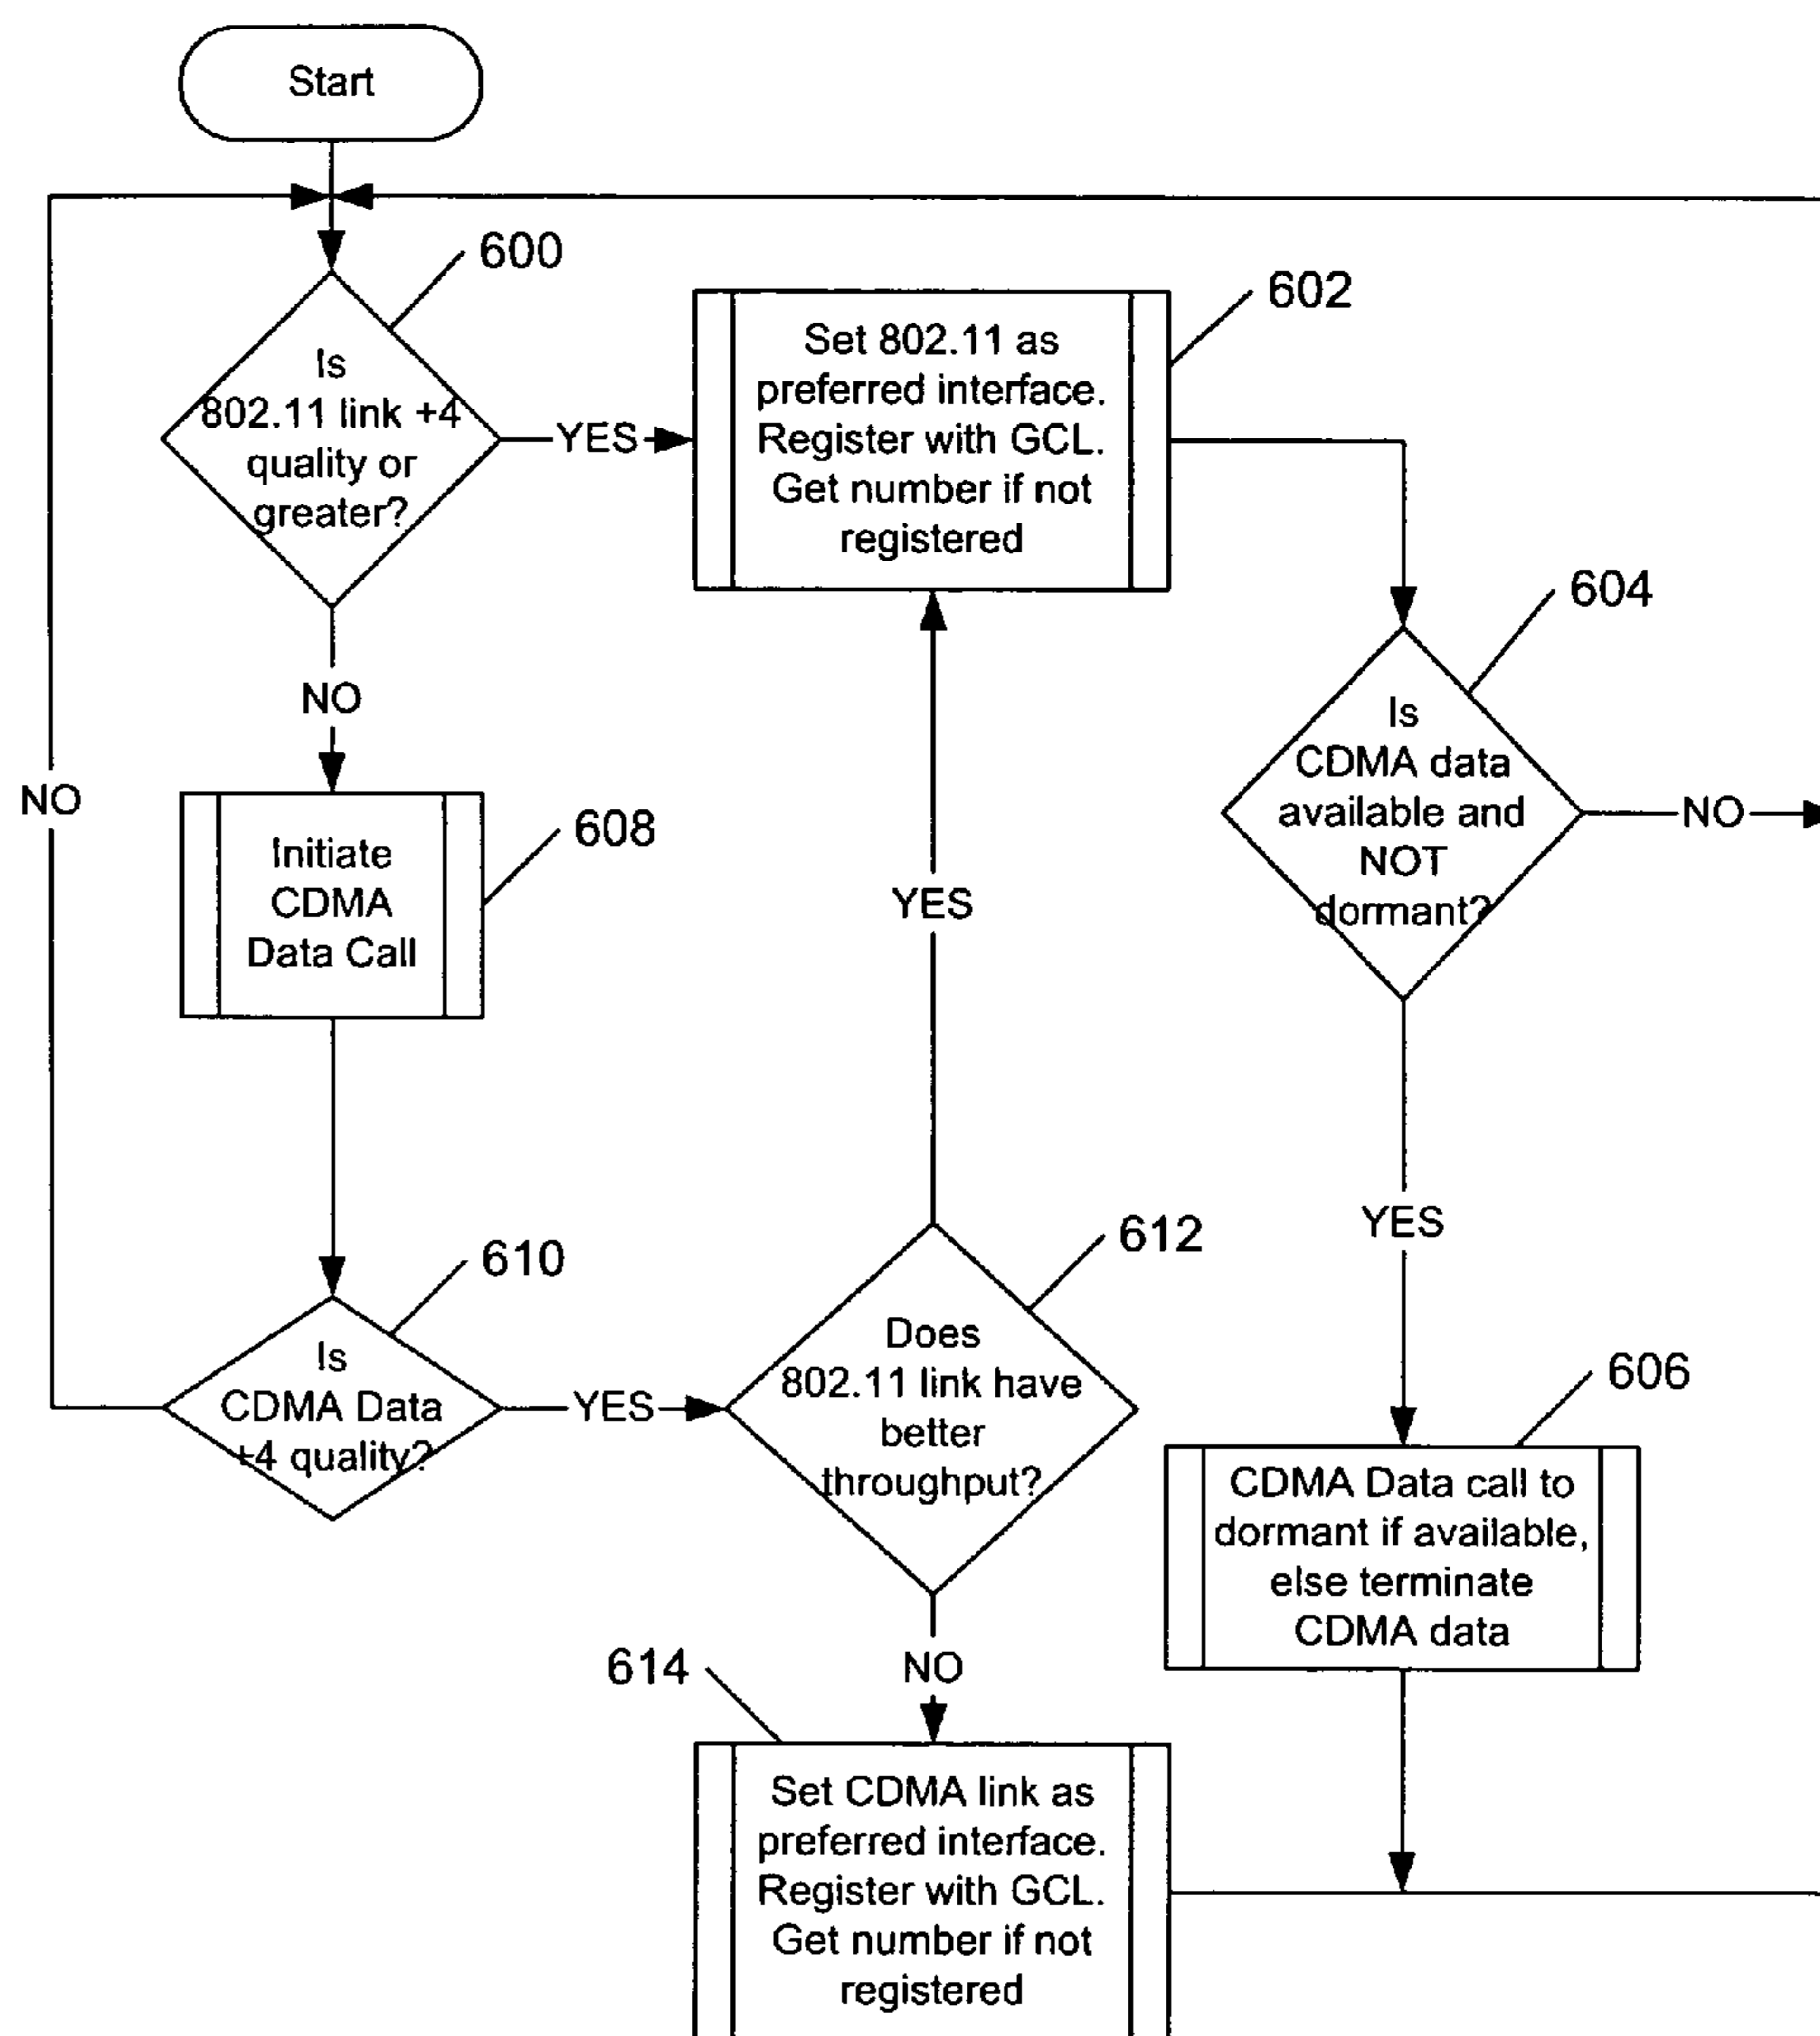 Start
600
Is
802.11 link +4
quality or
greater?
YES
602
Set 802.11 as
preferred interface.
Register with GCL.
Get number if not
registered
604
Is
CDMA data
available and
NOT
dormant?
NO
NO
NO
608
Initiate
CDMA
Data Call
YES
YES
610
Is
CDMA Data
+4 quality?
YES
612
Does
802.11 link have
better
throughput?
606
CDMA Data call to
dormant if available,
else terminate
CDMA data
NO
614
Set CDMA link as
preferred interface.
Register with GCL.
Get number if not
registered